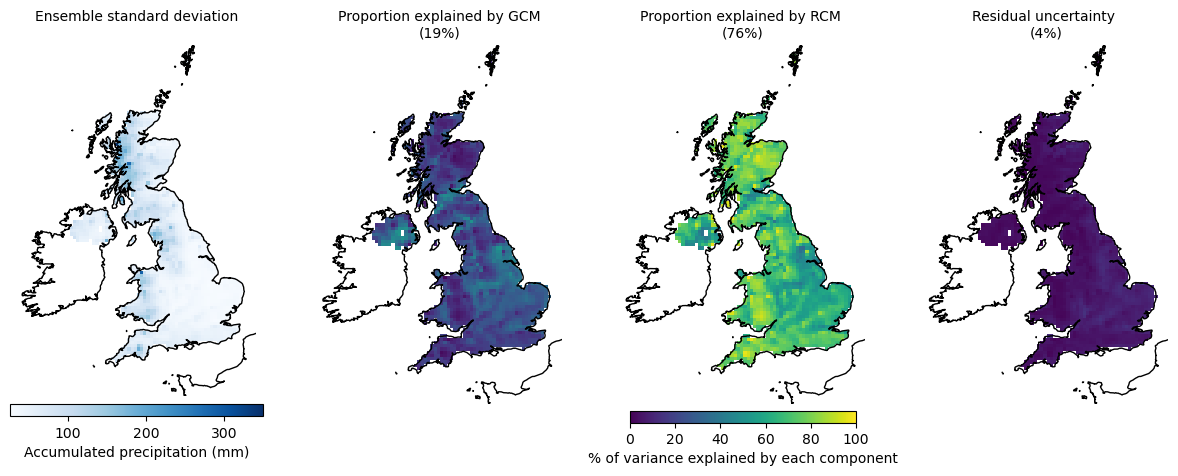 Ensemble standard deviation
Proportion explained by GCM
(19%)
Proportion explained by RCM
(76%)
Residual uncertainty
(4%)
100 200 300
Accumulated precipitation (mm)
0 20 40 60 80 100
% of variance explained by each component